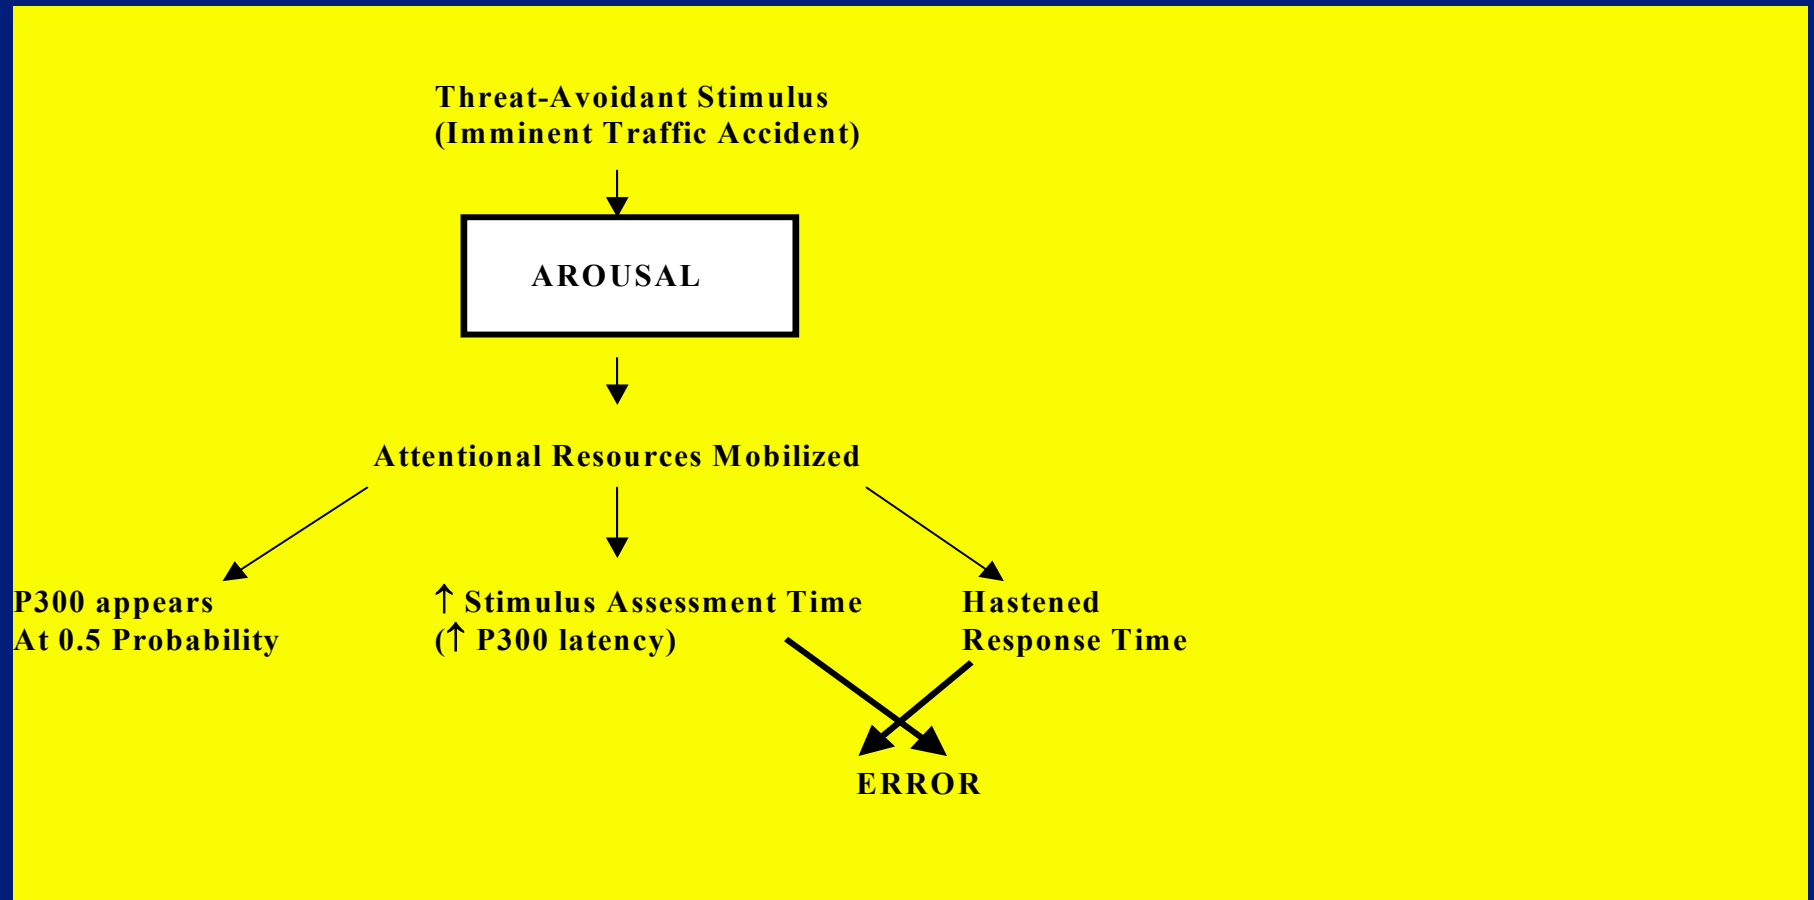 Threat-Avoidant Stimulus
(Imminent Traffic Accident)
AROUSAL
Attentional Resources Mobilized
P300 appears
At 0.5 Probability
↑ Stimulus Assessment Time
(↑ P300 latency)
Hastened
Response Time
ERROR